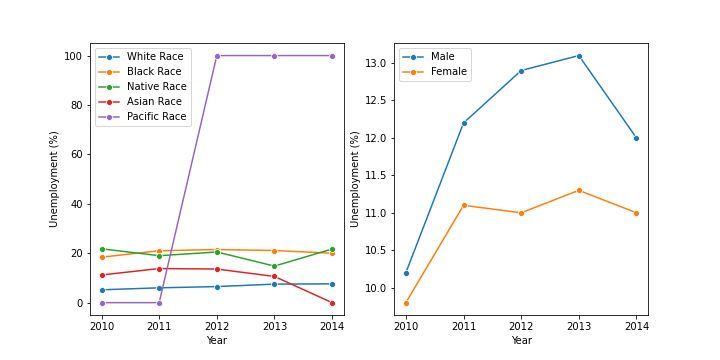 White Race
Black Race
Native Race
Asian Race
Pacific Race
100
80
60
40
20
0
Unemployment (%)
2010 2011 2012 2013 2014
Year
Male
Female
13.0
12.5
12.0
11.5
11.0
10.5
10.0
Unemployment (%)
2010 2011 2012 2013 2014
Year